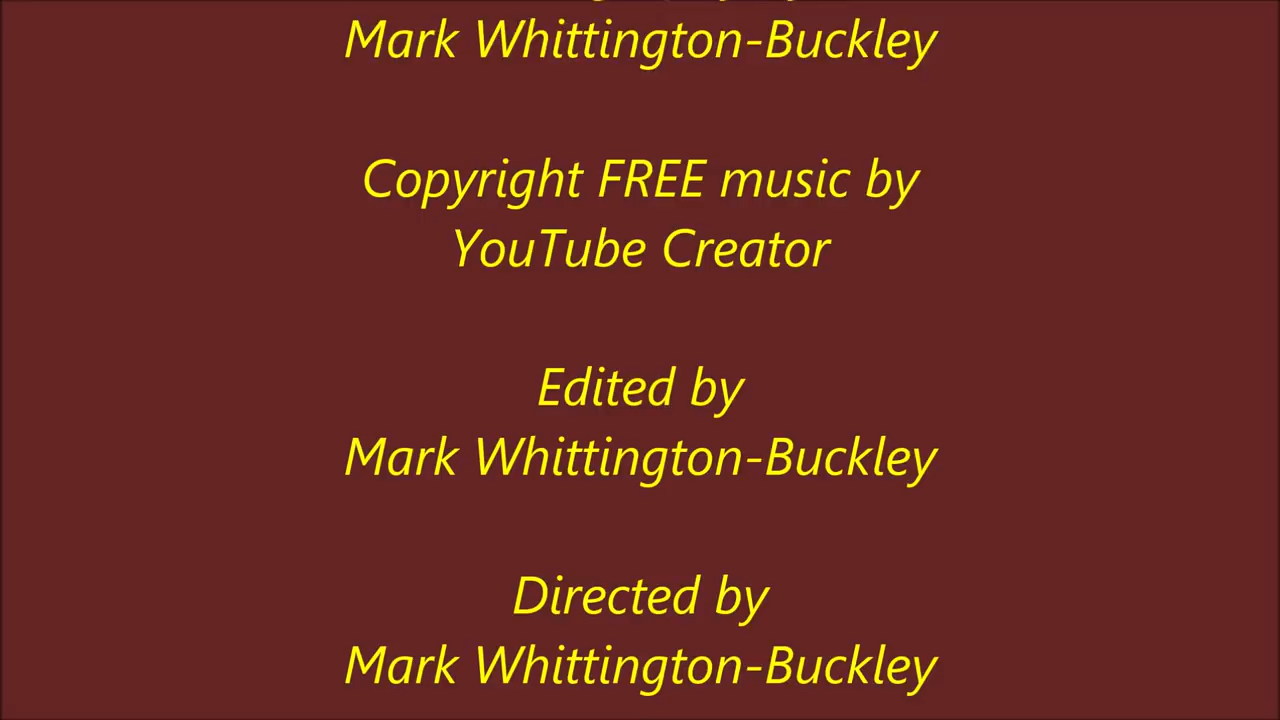 Mark Whittington-Buckley
Copyright FREE music by
YouTube Creator
Edited by
Mark Whittington-Buckley
Directed by
Mark Whittington-Buckley